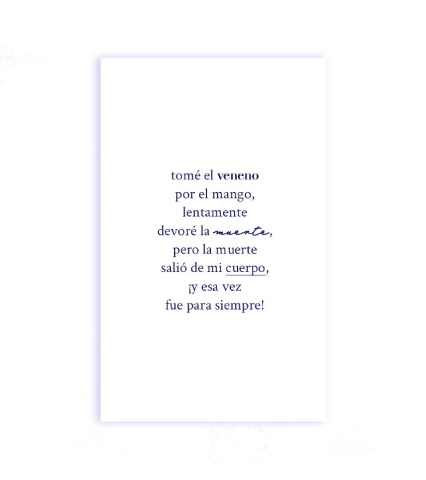 tomé el veneno
por el mango,
lentamente
devoré la muerte,
pero la muerte
salió de mi cuerpo,
¡y esa vez
fue para siempre!